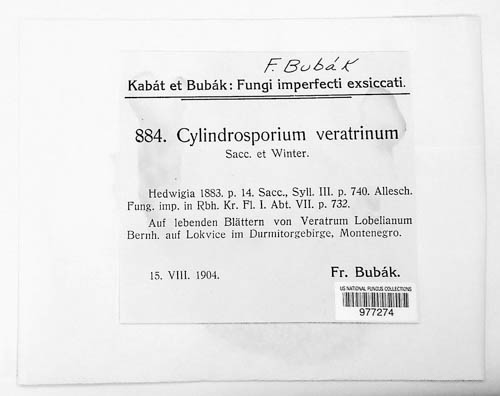 F. Bubák
Kabát et Bubák: Fungi imperfecti exsiccati.
884. Cylindrosporium veratrinum
Sacc. et Winter.
Hedwigia 1883. p. 14. Sacc., Syll. III. p. 740. Allesch.
Fung. imp. in Rbh. Kr. Fl. I. Abt. VII. p. 732.
Auf lebenden Blättern von Veratrum Lobelianum
Bernh. auf Lokvice im Durmitorgebirge, Montenegro.
15. VIII. 1904.
Fr. Bubák.
US NATIONAL FUNGUS COLLECTIONS
977274